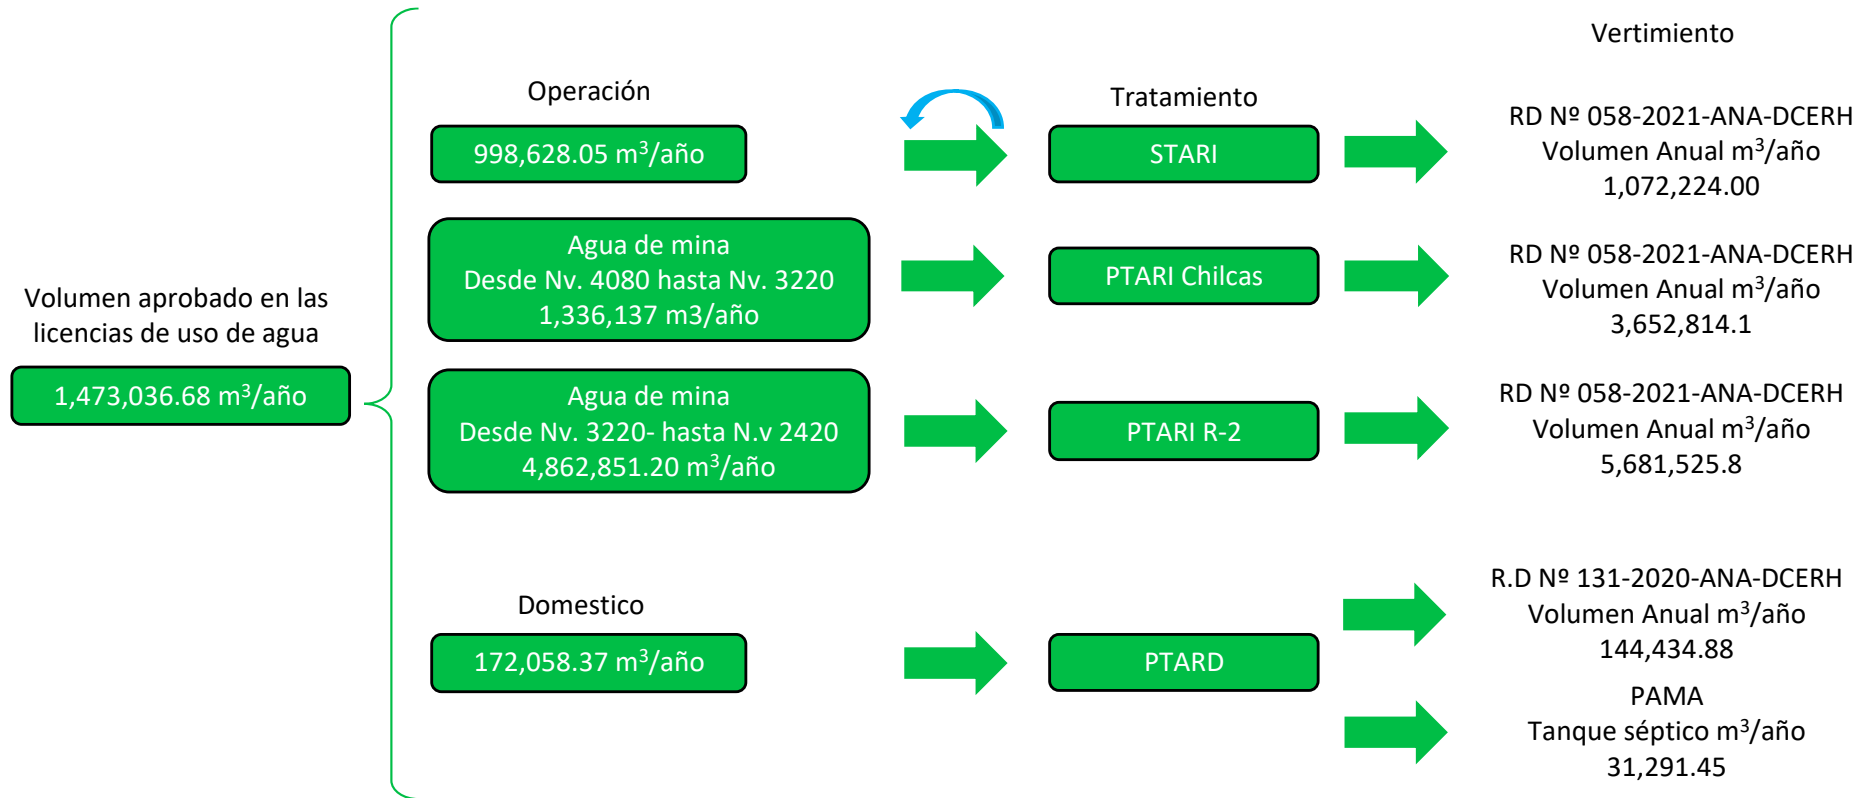 Volumen aprobado en las
licencias de uso de agua
1,473,036.68 m³/año
Operación
998,628.05 m³/año
Agua de mina
Desde Nv. 4080 hasta Nv. 3220
1,336,137 m3/año
Agua de mina
Desde Nv. 3220- hasta N.v 2420
4,862,851.20 m³/año
Domestico
172,058.37 m³/año
Tratamiento
STARI
PTARI Chilcas
PTARI R-2
PTARD
Vertimiento
RD Nº 058-2021-ANA-DCERH
Volumen Anual m³/año
1,072,224.00
RD Nº 058-2021-ANA-DCERH
Volumen Anual m³/año
3,652,814.1
RD Nº 058-2021-ANA-DCERH
Volumen Anual m³/año
5,681,525.8
R.D Nº 131-2020-ANA-DCERH
Volumen Anual m³/año
144,434.88
PAMA
Tanque séptico m³/año
31,291.45